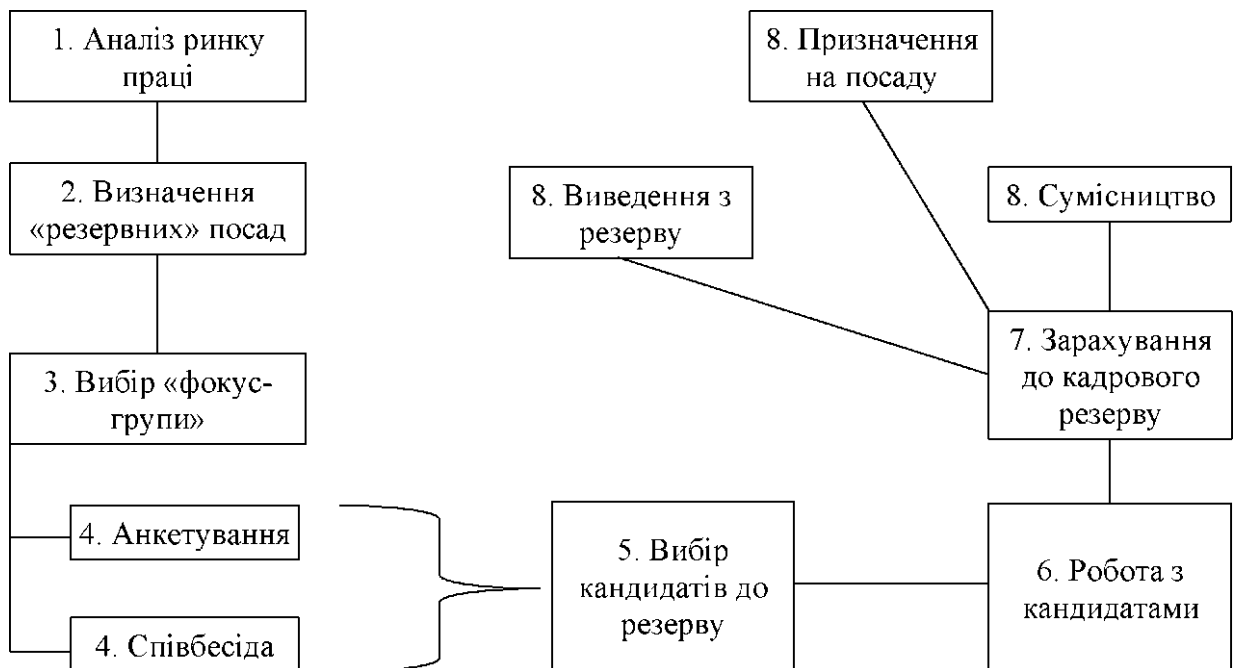 1. Аналіз ринку
праці
2. Визначення
«резервних» посад
3. Вибір «фокус-
групи»
4. Анкетування
4. Співбесіда
5. Вибір
кандидатів до
резерву
6. Робота з
кандидатами
7. Зарахування
до кадрового
резерву
8. Виведення з
резерву
8. Призначення
на посаду
8. Сумісництво